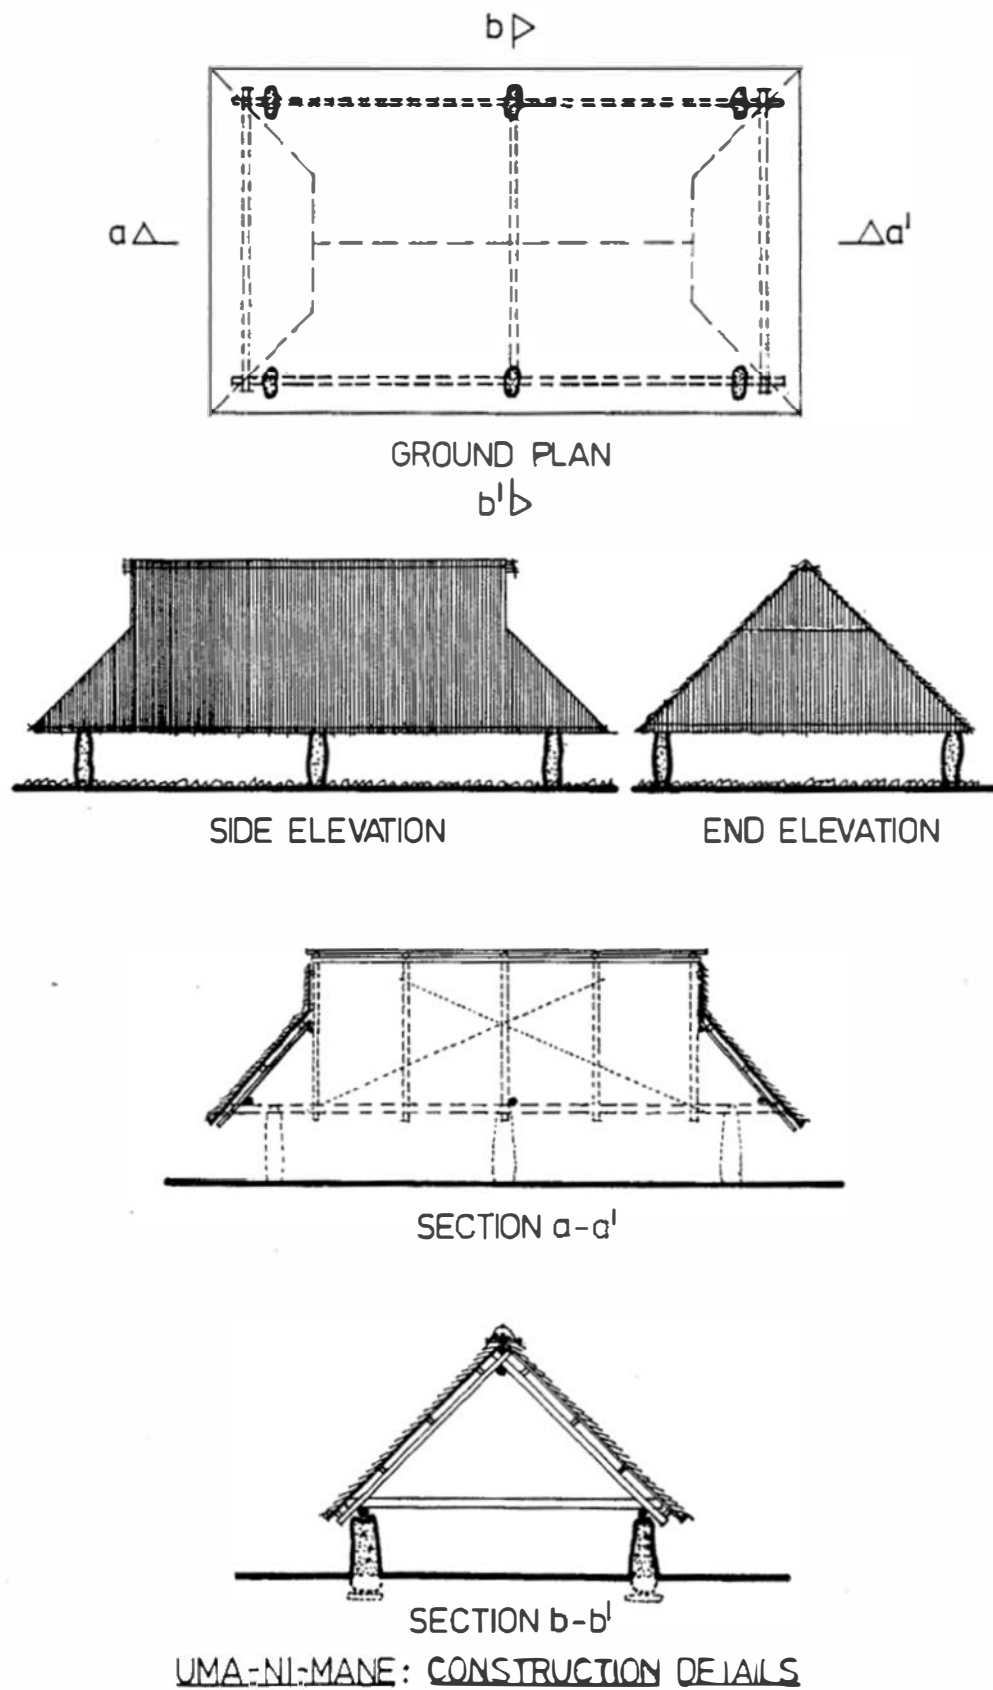 b
a a'
GROUND PLAN
b'
SIDE ELEVATION END ELEVATION
SECTION a-a'
SECTION b-b'
UMA-NI-MANE: CONSTRUCTION DETAILS